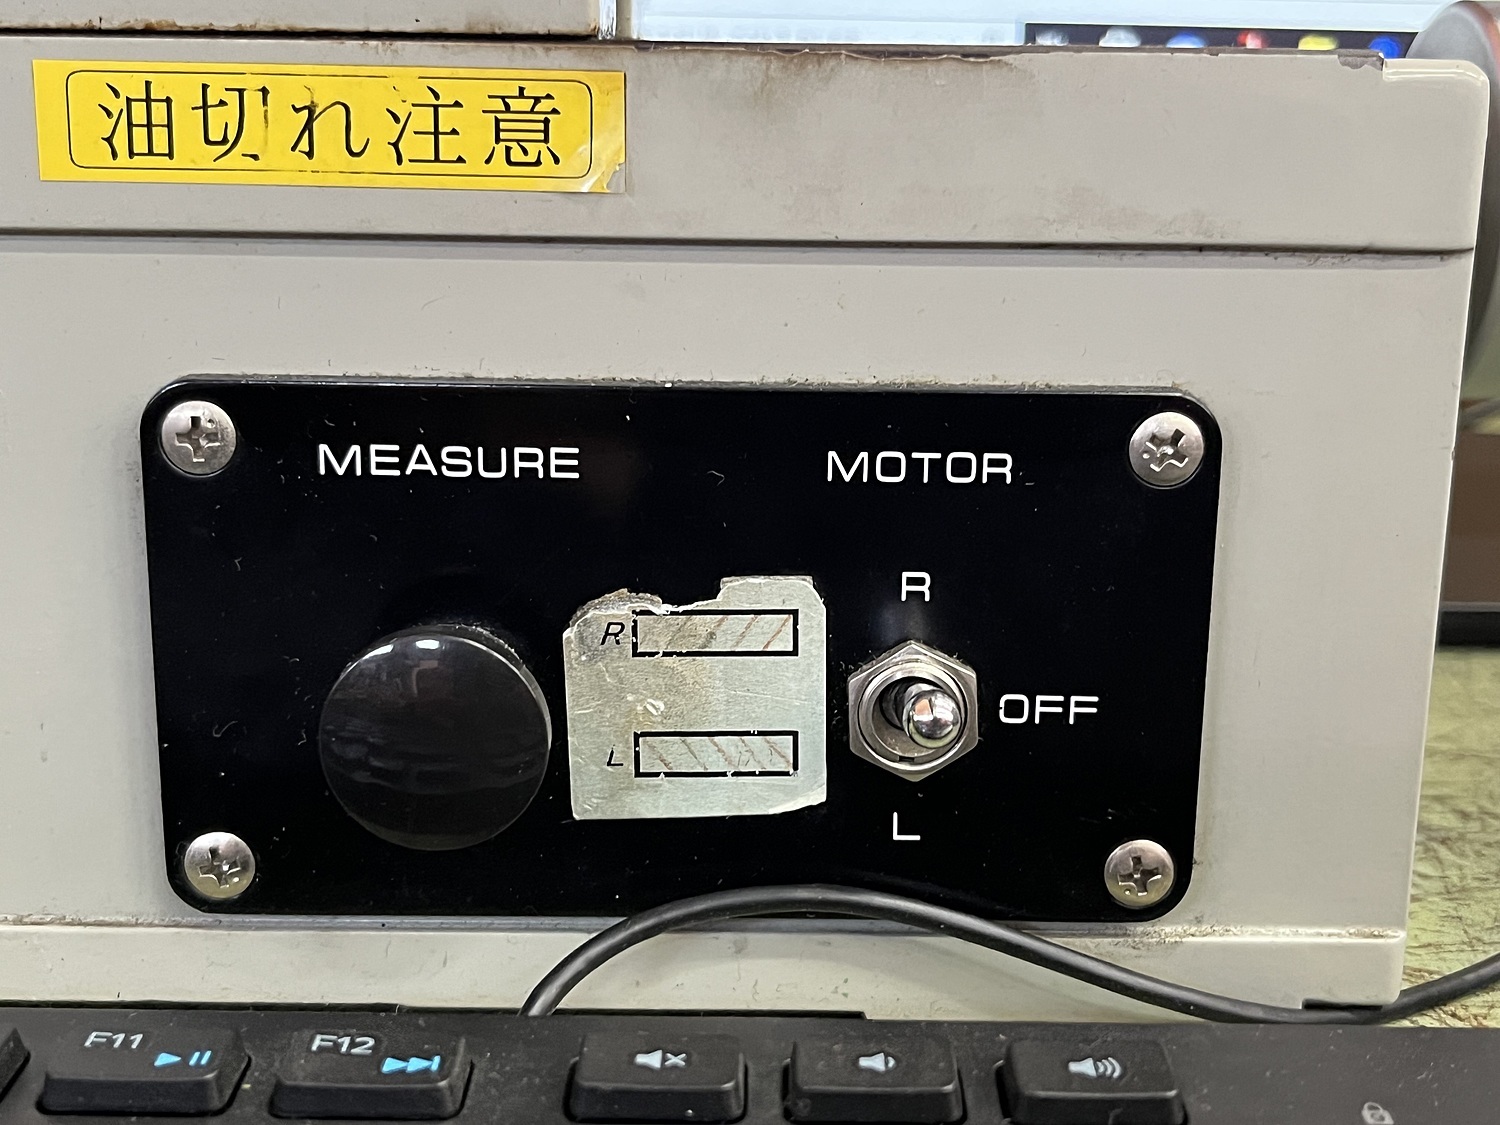 油切れ注意
MEASURE
MOTOR
R
R
OFF
L
L
F11
F12